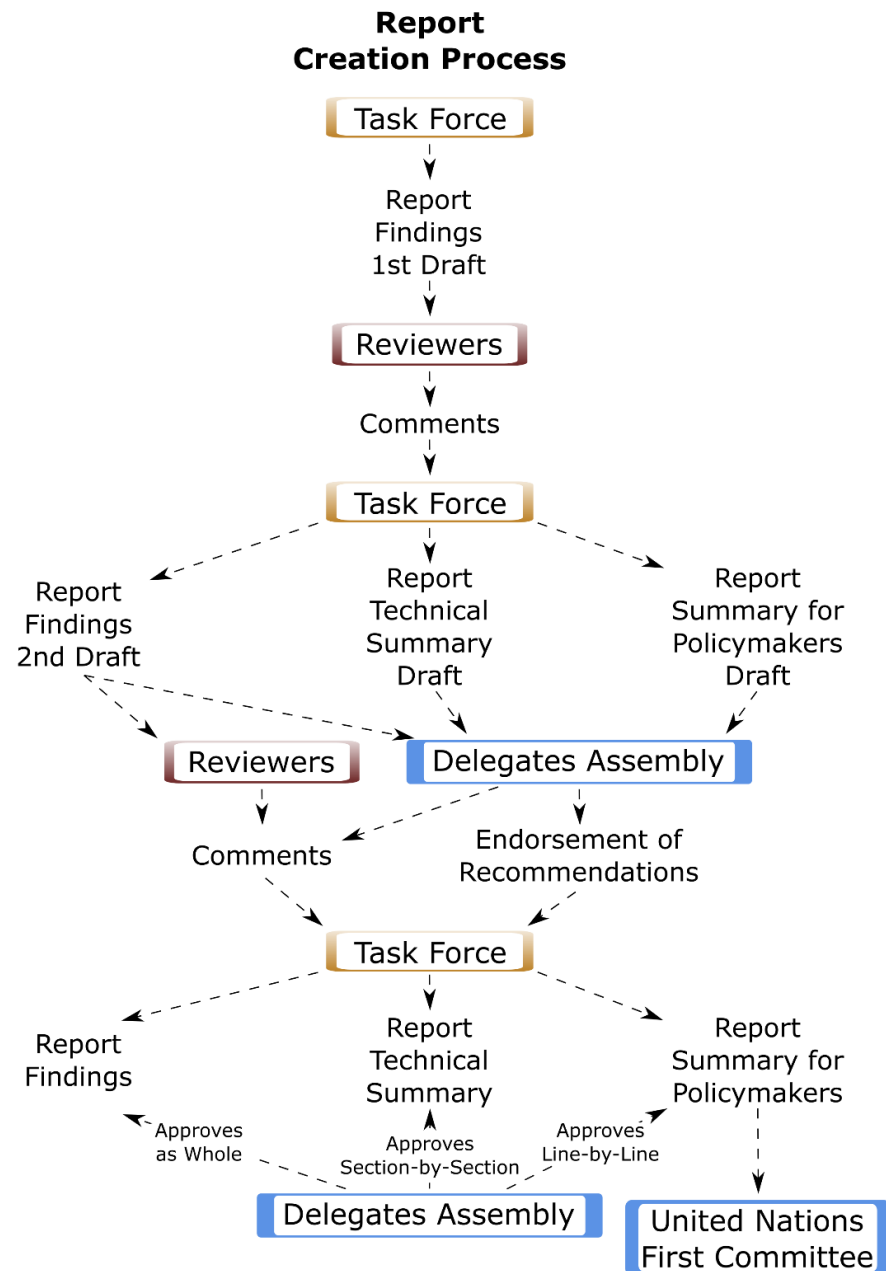 Report
Creation Process
Task Force
Report
Findings
1st Draft
Reviewers
Comments
Task Force
Report
Findings
2nd Draft
Report
Technical
Summary
Draft
Report
Summary for
Policymakers
Draft
Reviewers
Delegates Assembly
Comments
Endorsement of
Recommendations
Task Force
Report
Findings
Report
Technical
Summary
Report
Summary for
Policymakers
Approves
as Whole
Approves
Section-by-Section
Approves
Line-by-Line
Delegates Assembly
United Nations
First Committee